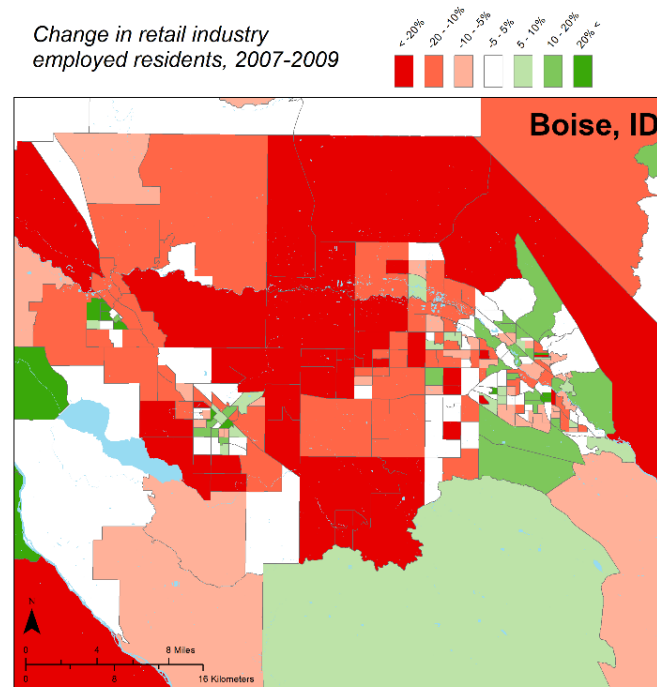 Change in retail industry
employed residents, 2007-2009
< -20%
-20 - -10%
-10 - -5%
-5 - 5%
5 - 10%
10 - 20%
20% <
Boise, ID
N
0 4 8 Miles
0 8 16 Kilometers